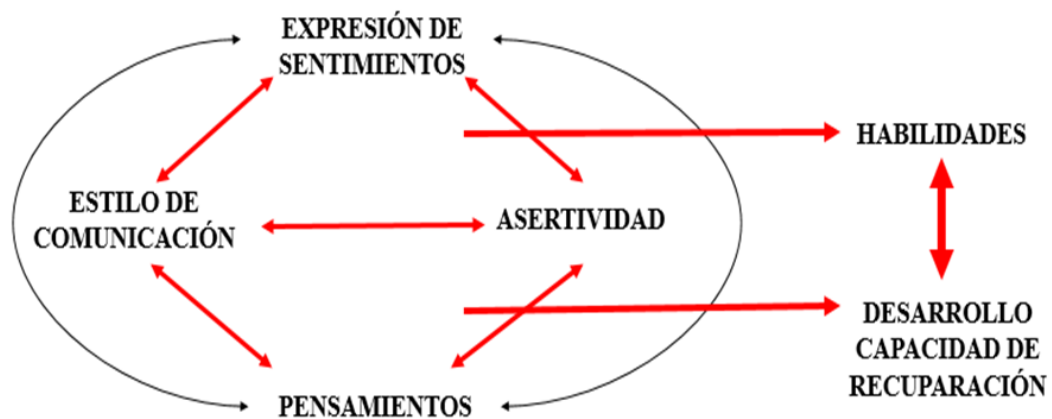 EXPRESIÓN DE
SENTIMIENTOS
HABILIDADES
ESTILO DE
COMUNICACIÓN
ASERTIVIDAD
DESARROLLO
CAPACIDAD DE
RECUPARACIÓN
PENSAMIENTOS